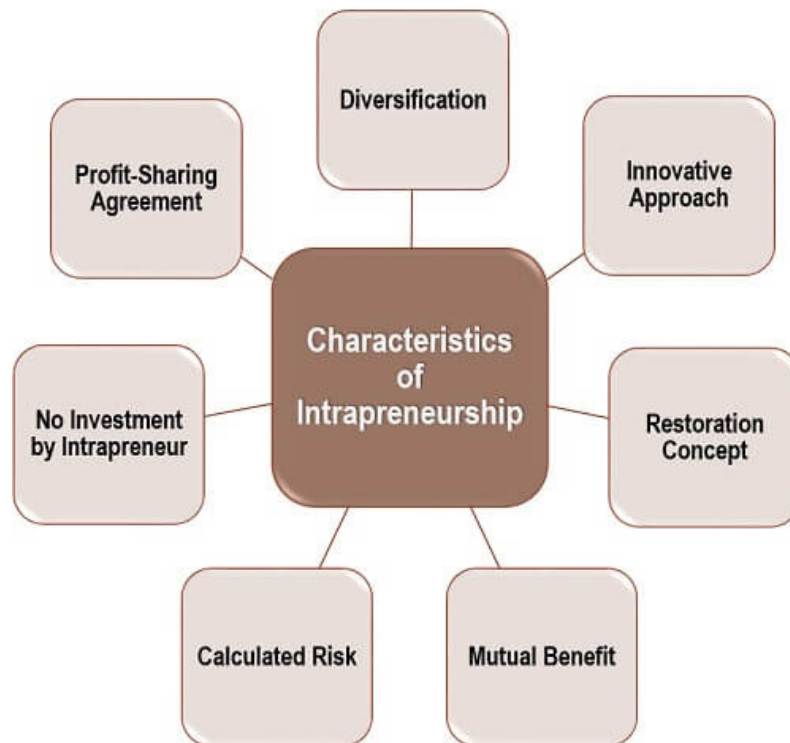 Diversification
Innovative
Approach
Restoration
Concept
Mutual Benefit
Calculated Risk
No Investment
by Intrapreneur
Profit-Sharing
Agreement
Characteristics
of
Intrapreneurship